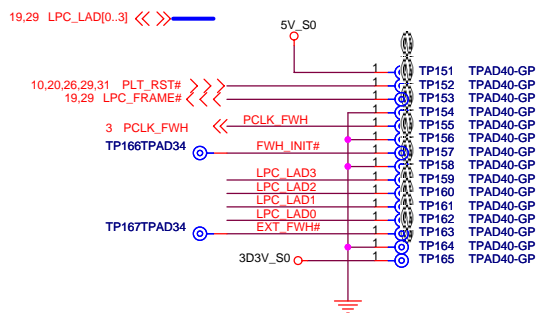 19,29 LPC_LAD[0..3]
5V_S0
1 TP151 TPAD40-GP
10,20,26,29,31 PLT_RST# 1 TP152 TPAD40-GP
19,29 LPC_FRAME# 1 TP153 TPAD40-GP
1 TP154 TPAD40-GP
3 PCLK_FWH PCLK_FWH 1 TP155 TPAD40-GP
1 TP156 TPAD40-GP
TP166TPAD34 FWH_INIT# 1 TP157 TPAD40-GP
1 TP158 TPAD40-GP
LPC_LAD3 1 TP159 TPAD40-GP
LPC_LAD2 1 TP160 TPAD40-GP
LPC_LAD1 1 TP161 TPAD40-GP
LPC_LAD0 1 TP162 TPAD40-GP
TP167TPAD34 EXT_FWH# 1 TP163 TPAD40-GP
1 TP164 TPAD40-GP
3D3V_S0 1 TP165 TPAD40-GP